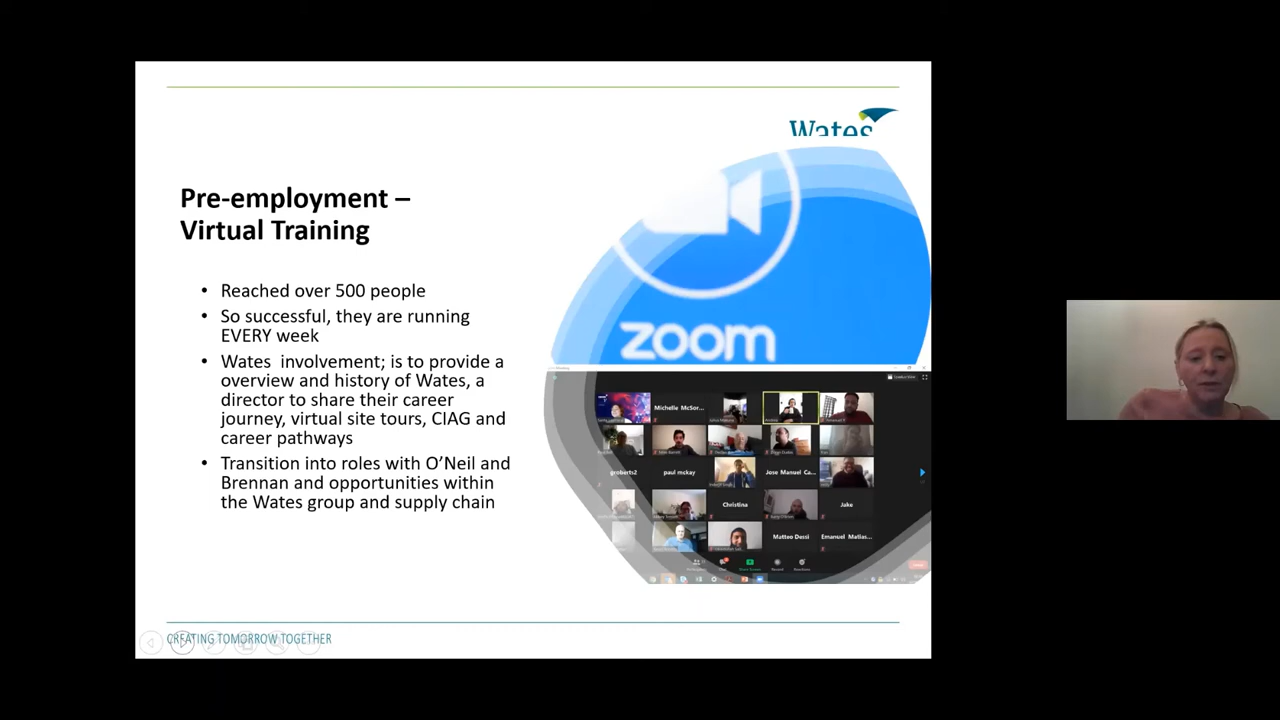 Wates
Pre-employment –
Virtual Training
• Reached over 500 people
• So successful, they are running
EVERY week
• Wates  involvement; is to provide a
overview and history of Wates, a
director to share their career
journey, virtual site tours, CIAG and
career pathways
• Transition into roles with O’Neil and
Brennan and opportunities within
the Wates group and supply chain
zoom
Michelle McSor...
groberts2
paul mckay
Jose Manuel Ca...
Christina
Jake
Matteo Dessi
Emanuel Matias...
CREATING TOMORROW TOGETHER